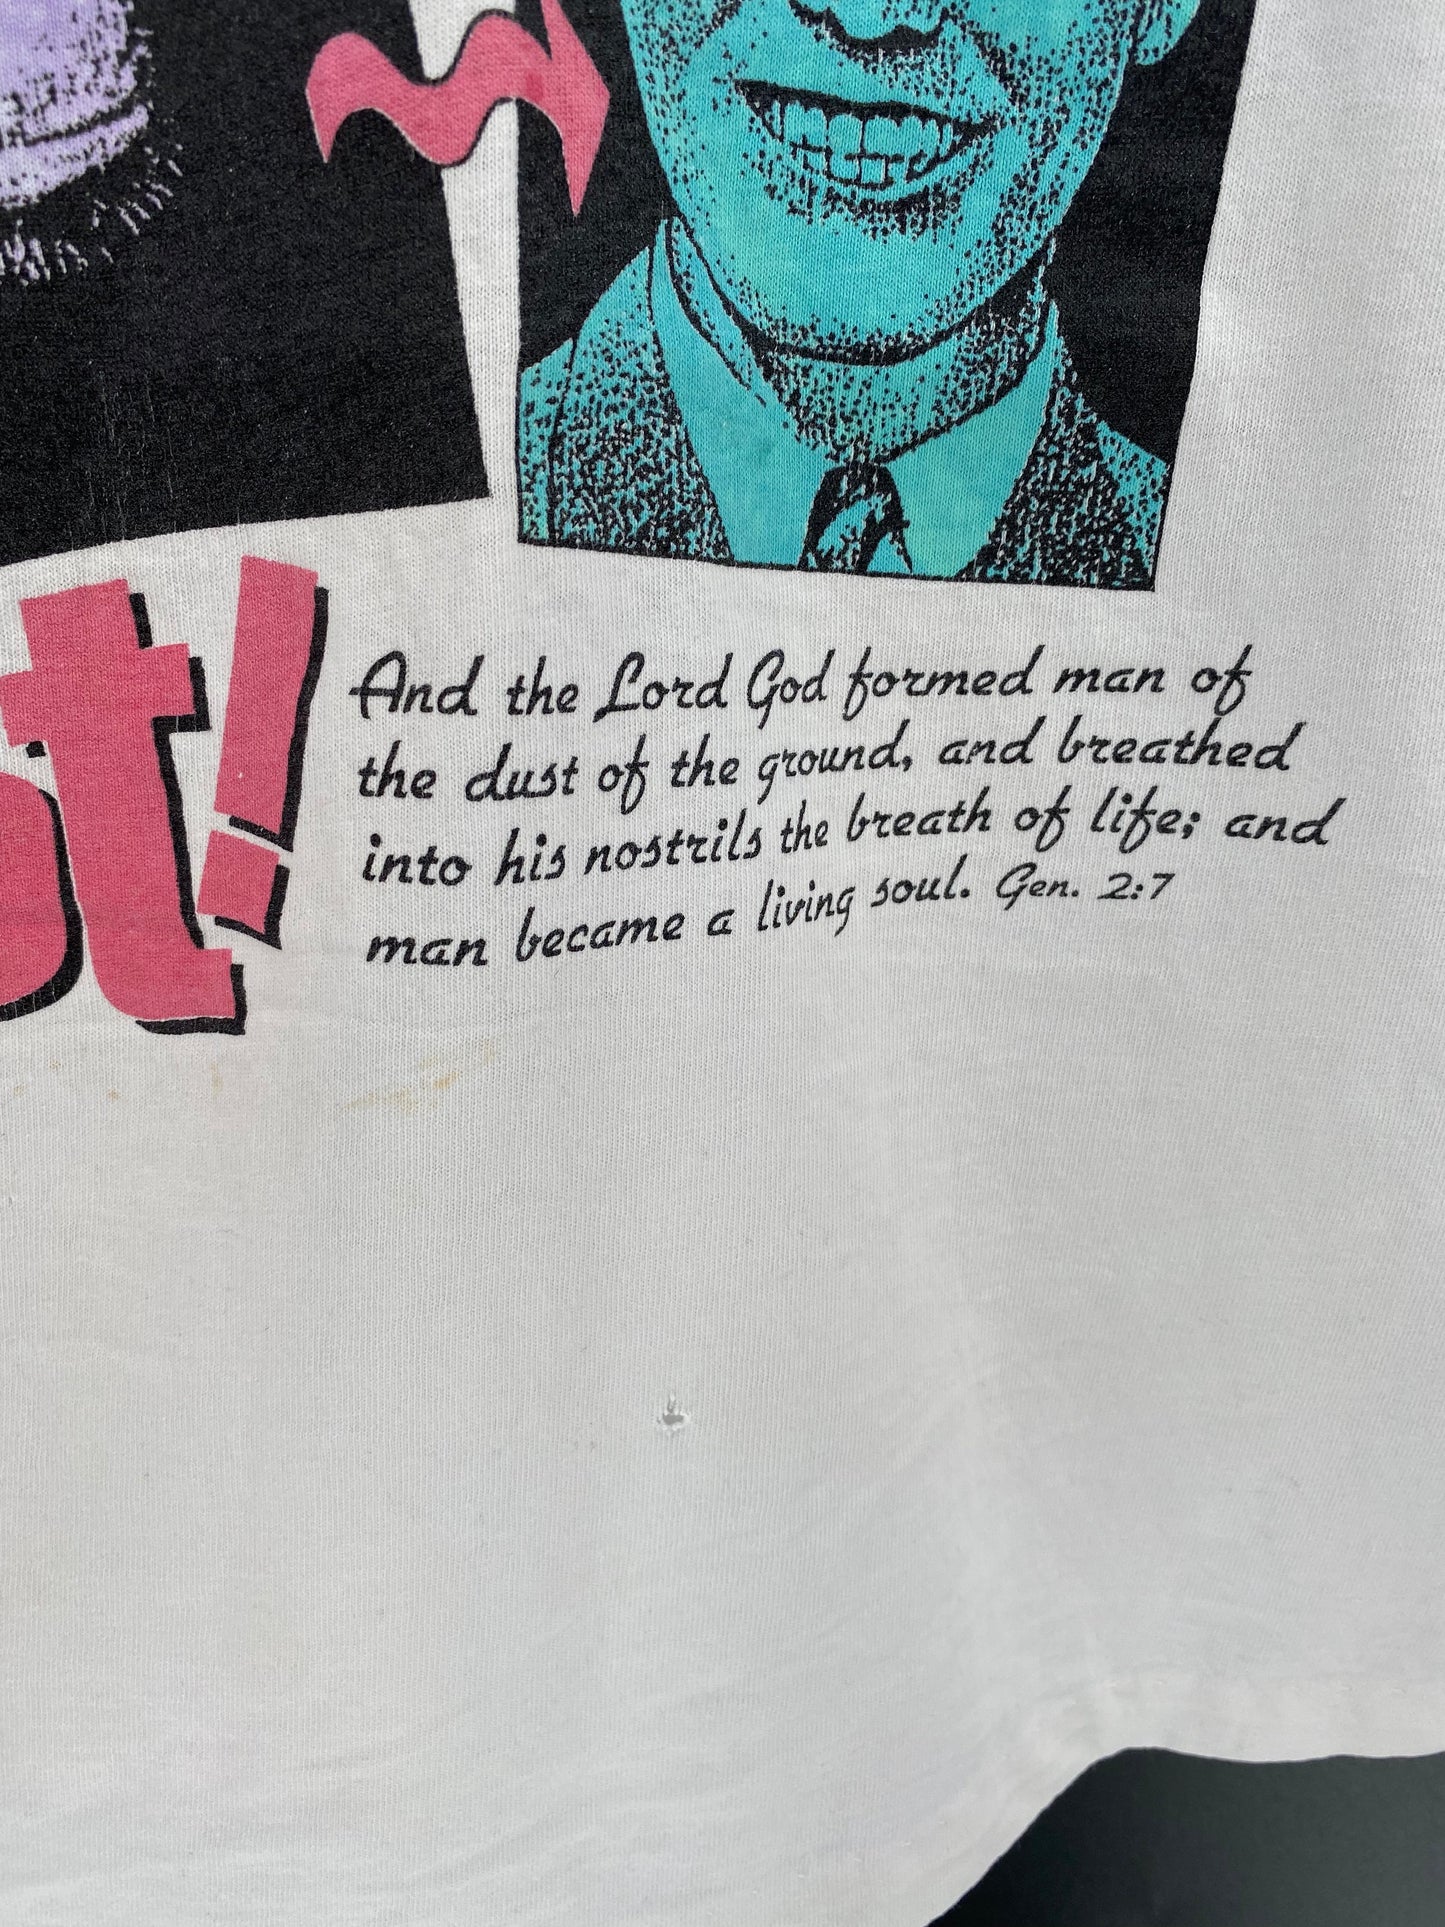 t!
And the Lord God formed man of
the dust of the ground, and breathed
into his nostrils the breath of life; and
man became a living soul. Gen. 2:7